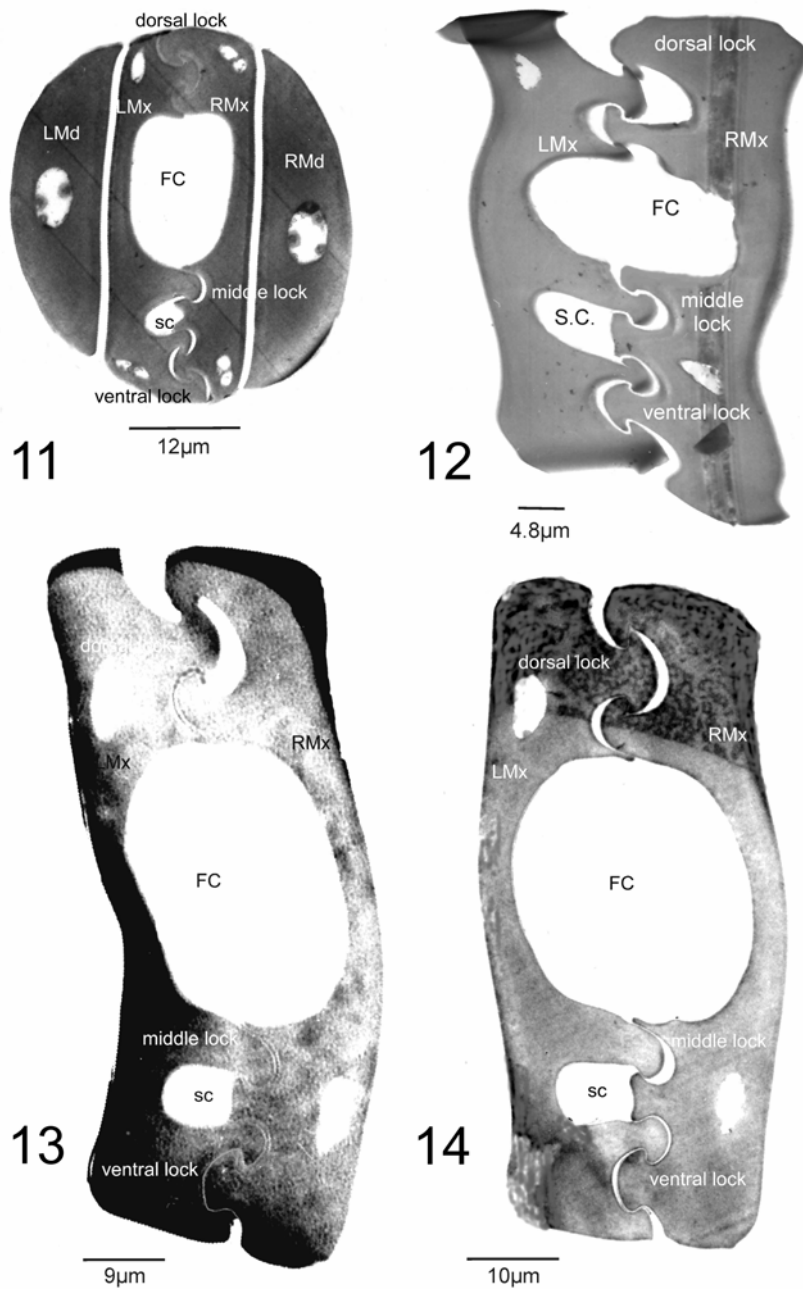 dorsal lock
LMx
RMx
LMd
RMd
FC
middle lock
sc
ventral lock
12µm
11
dorsal lock
LMx
RMx
FC
middle
lock
S.C.
ventral lock
12
4.8µm
dorsal lock
RMx
LMx
FC
middle lock
sc
13
ventral lock
9µm
dorsal lock
RMx
LMx
FC
middle lock
sc
14
ventral lock
10µm